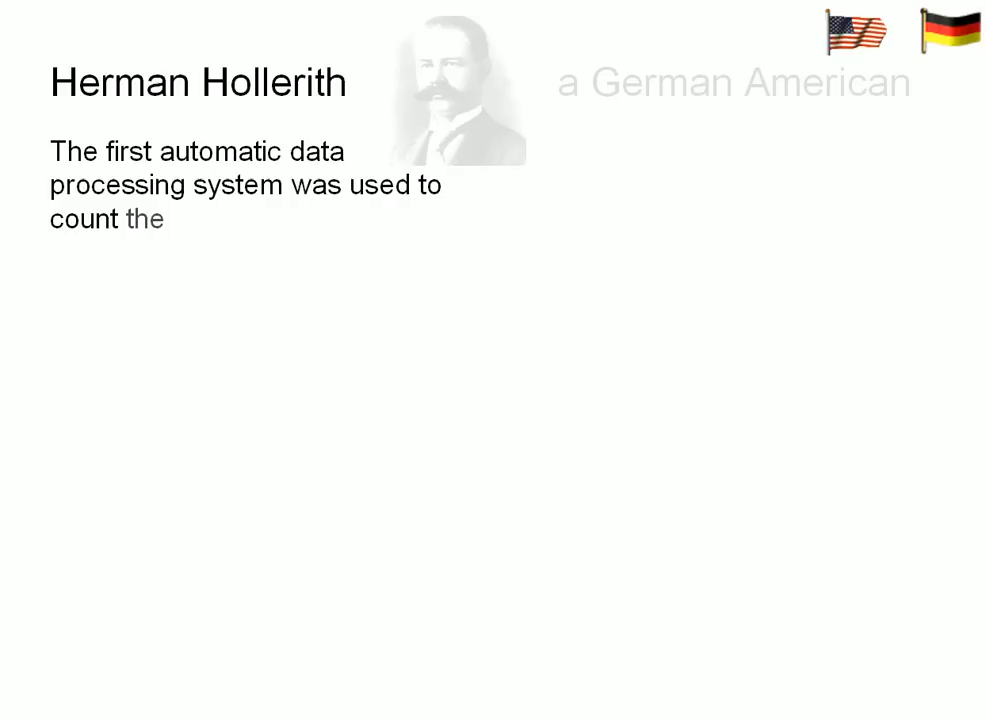 Herman Hollerith a German American
The first automatic data
processing system was used to
count the